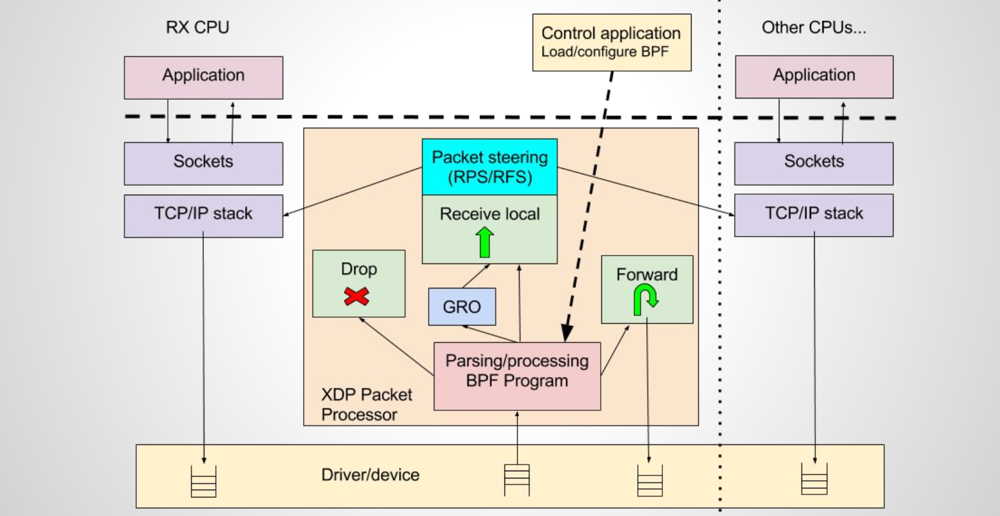 RX CPU
Control application
Load/configure BPF
Other CPUs...
Application
Application
Sockets
Packet steering
(RPS/RFS)
Sockets
TCP/IP stack
Receive local
TCP/IP stack
Drop
Forward
GRO
Parsing/processing
BPF Program
XDP Packet
Processor
Driver/device